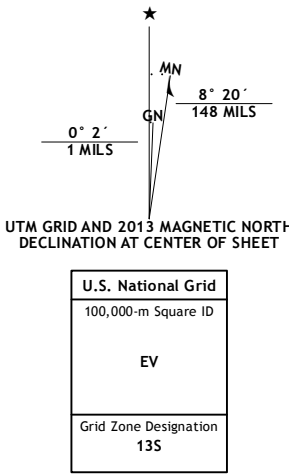 ★
MN
GN
8° 20´
148 MILS
0° 2´
1 MILS
UTM GRID AND 2013 MAGNETIC NORTH
DECLINATION AT CENTER OF SHEET
U.S. National Grid
100,000-m Square ID
EV
Grid Zone Designation
13S